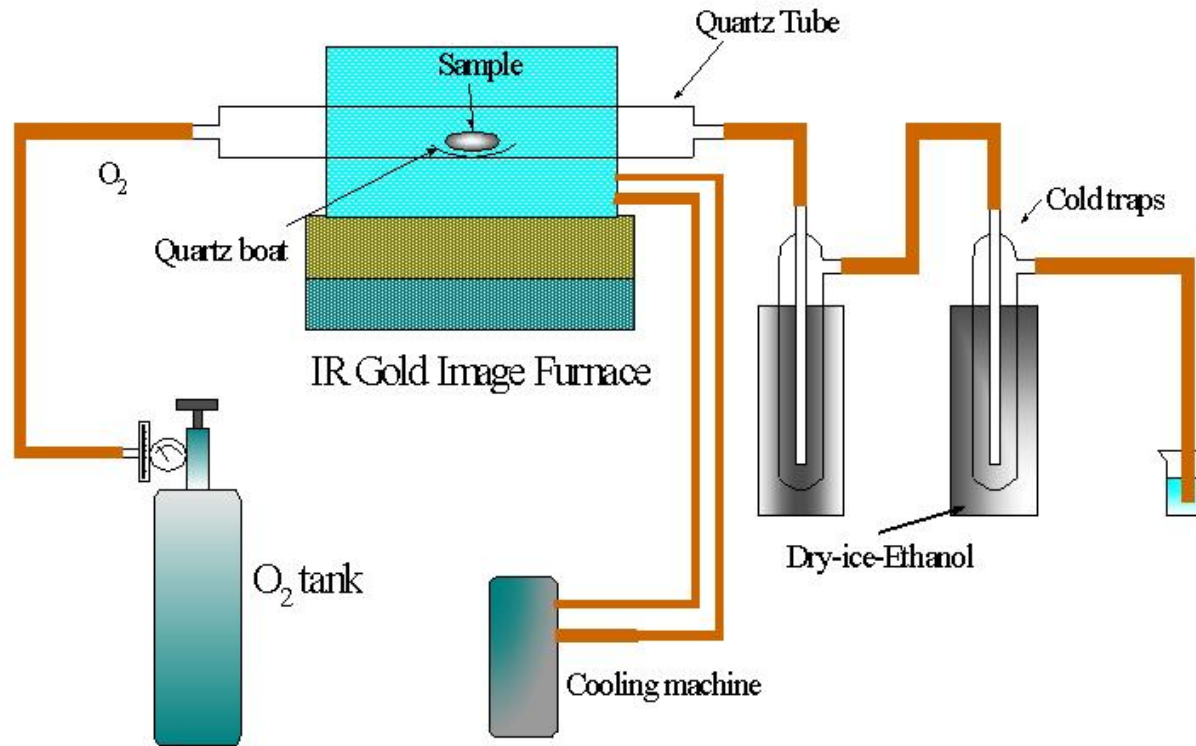 Quartz Tube
Sample
O₂
Cold traps
Quartz boat
IR Gold Image Furnace
Dry-ice-Ethanol
O₂ tank
Cooling machine